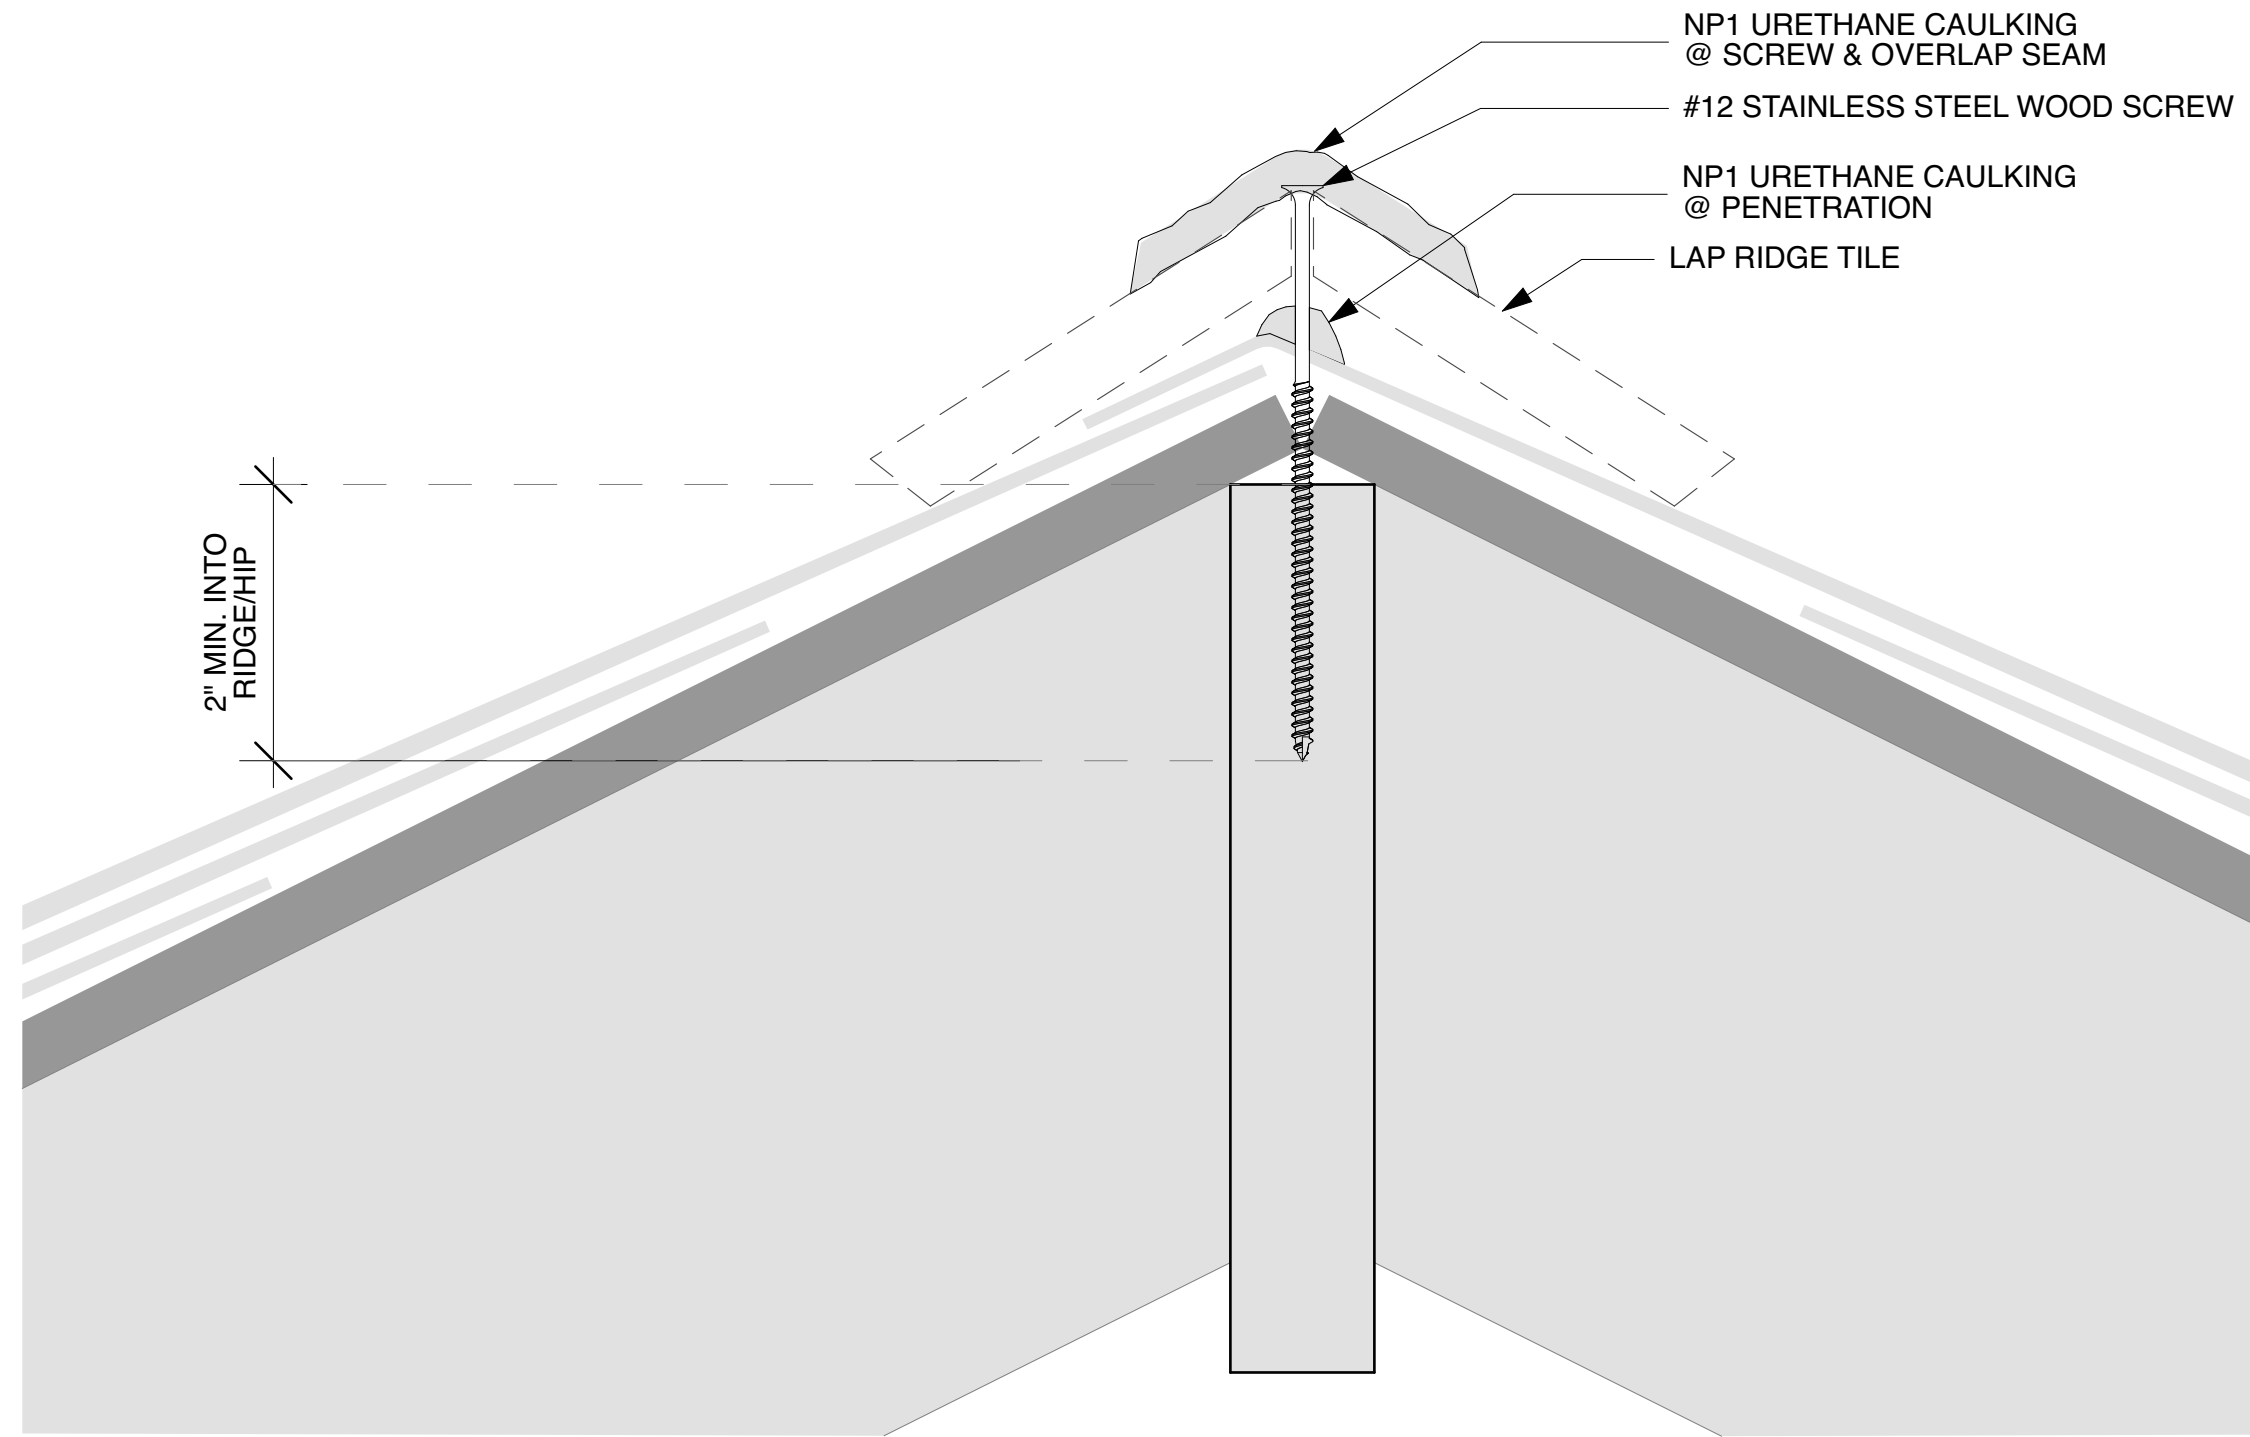 NP1 URETHANE CAULKING
@ SCREW & OVERLAP SEAM
#12 STAINLESS STEEL WOOD SCREW
NP1 URETHANE CAULKING
@ PENETRATION
LAP RIDGE TILE
2" MIN. INTO
RIDGE/HIP